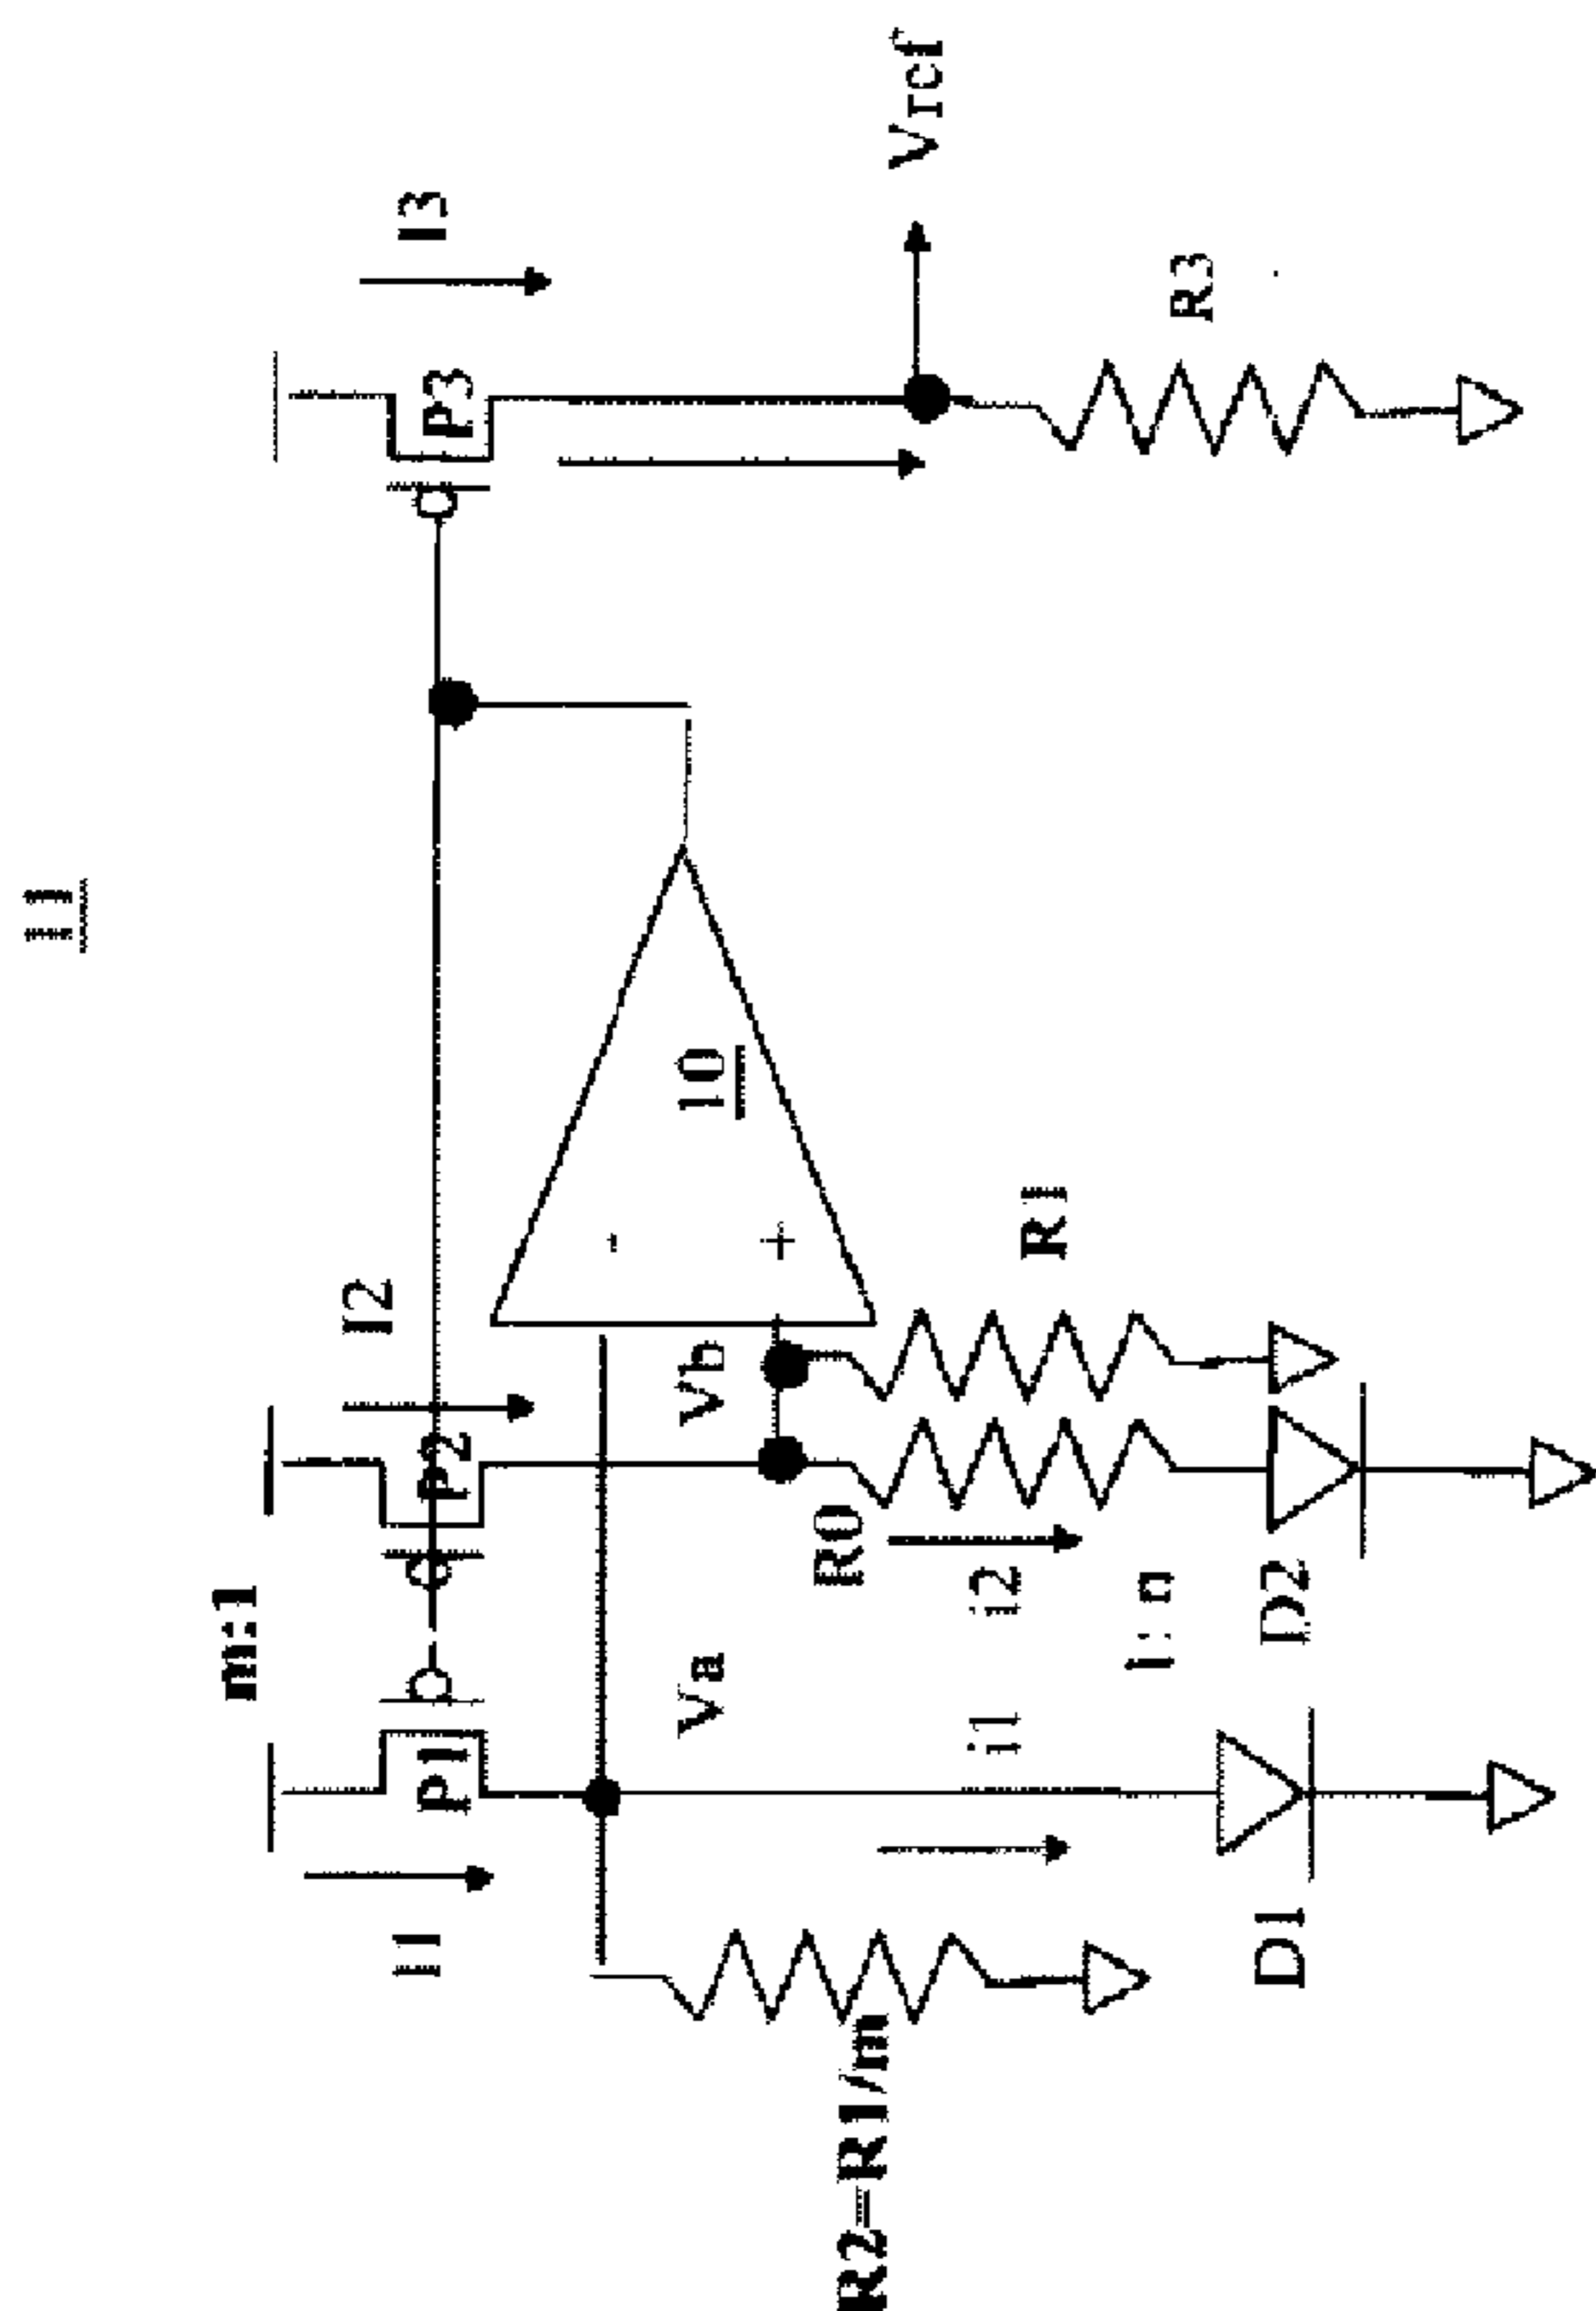 11
m:1
I1
P1
P2
I2
P3
I3
Va
Vb
-
+
10
Vref
R2=R1/m
i1
R0
i2
R1
1:n
R3
D1
D2